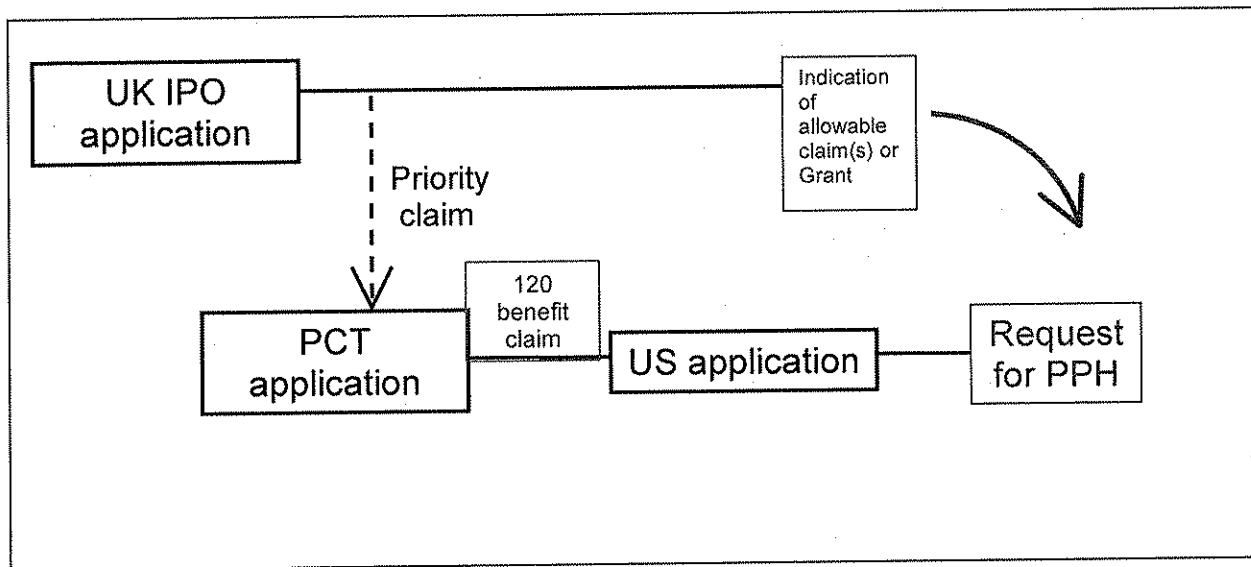 UK IPO
application
Indication
of
allowable
claim(s) or
Grant
Priority
claim
PCT
application
120
benefit
claim
US application
Request
for PPH